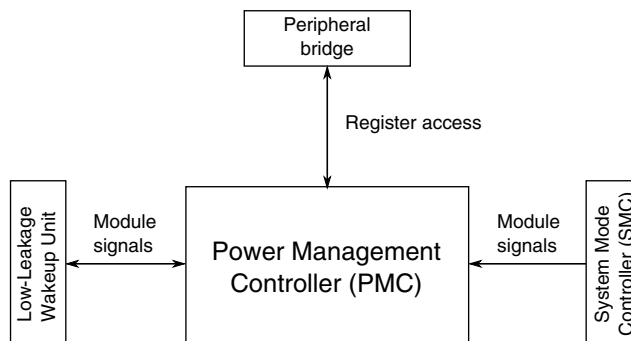 Peripheral
bridge
Register access
Low-Leakage
Wakeup Unit
Module
signals
Power Management
Controller (PMC)
Module
signals
System Mode
Controller (SMC)